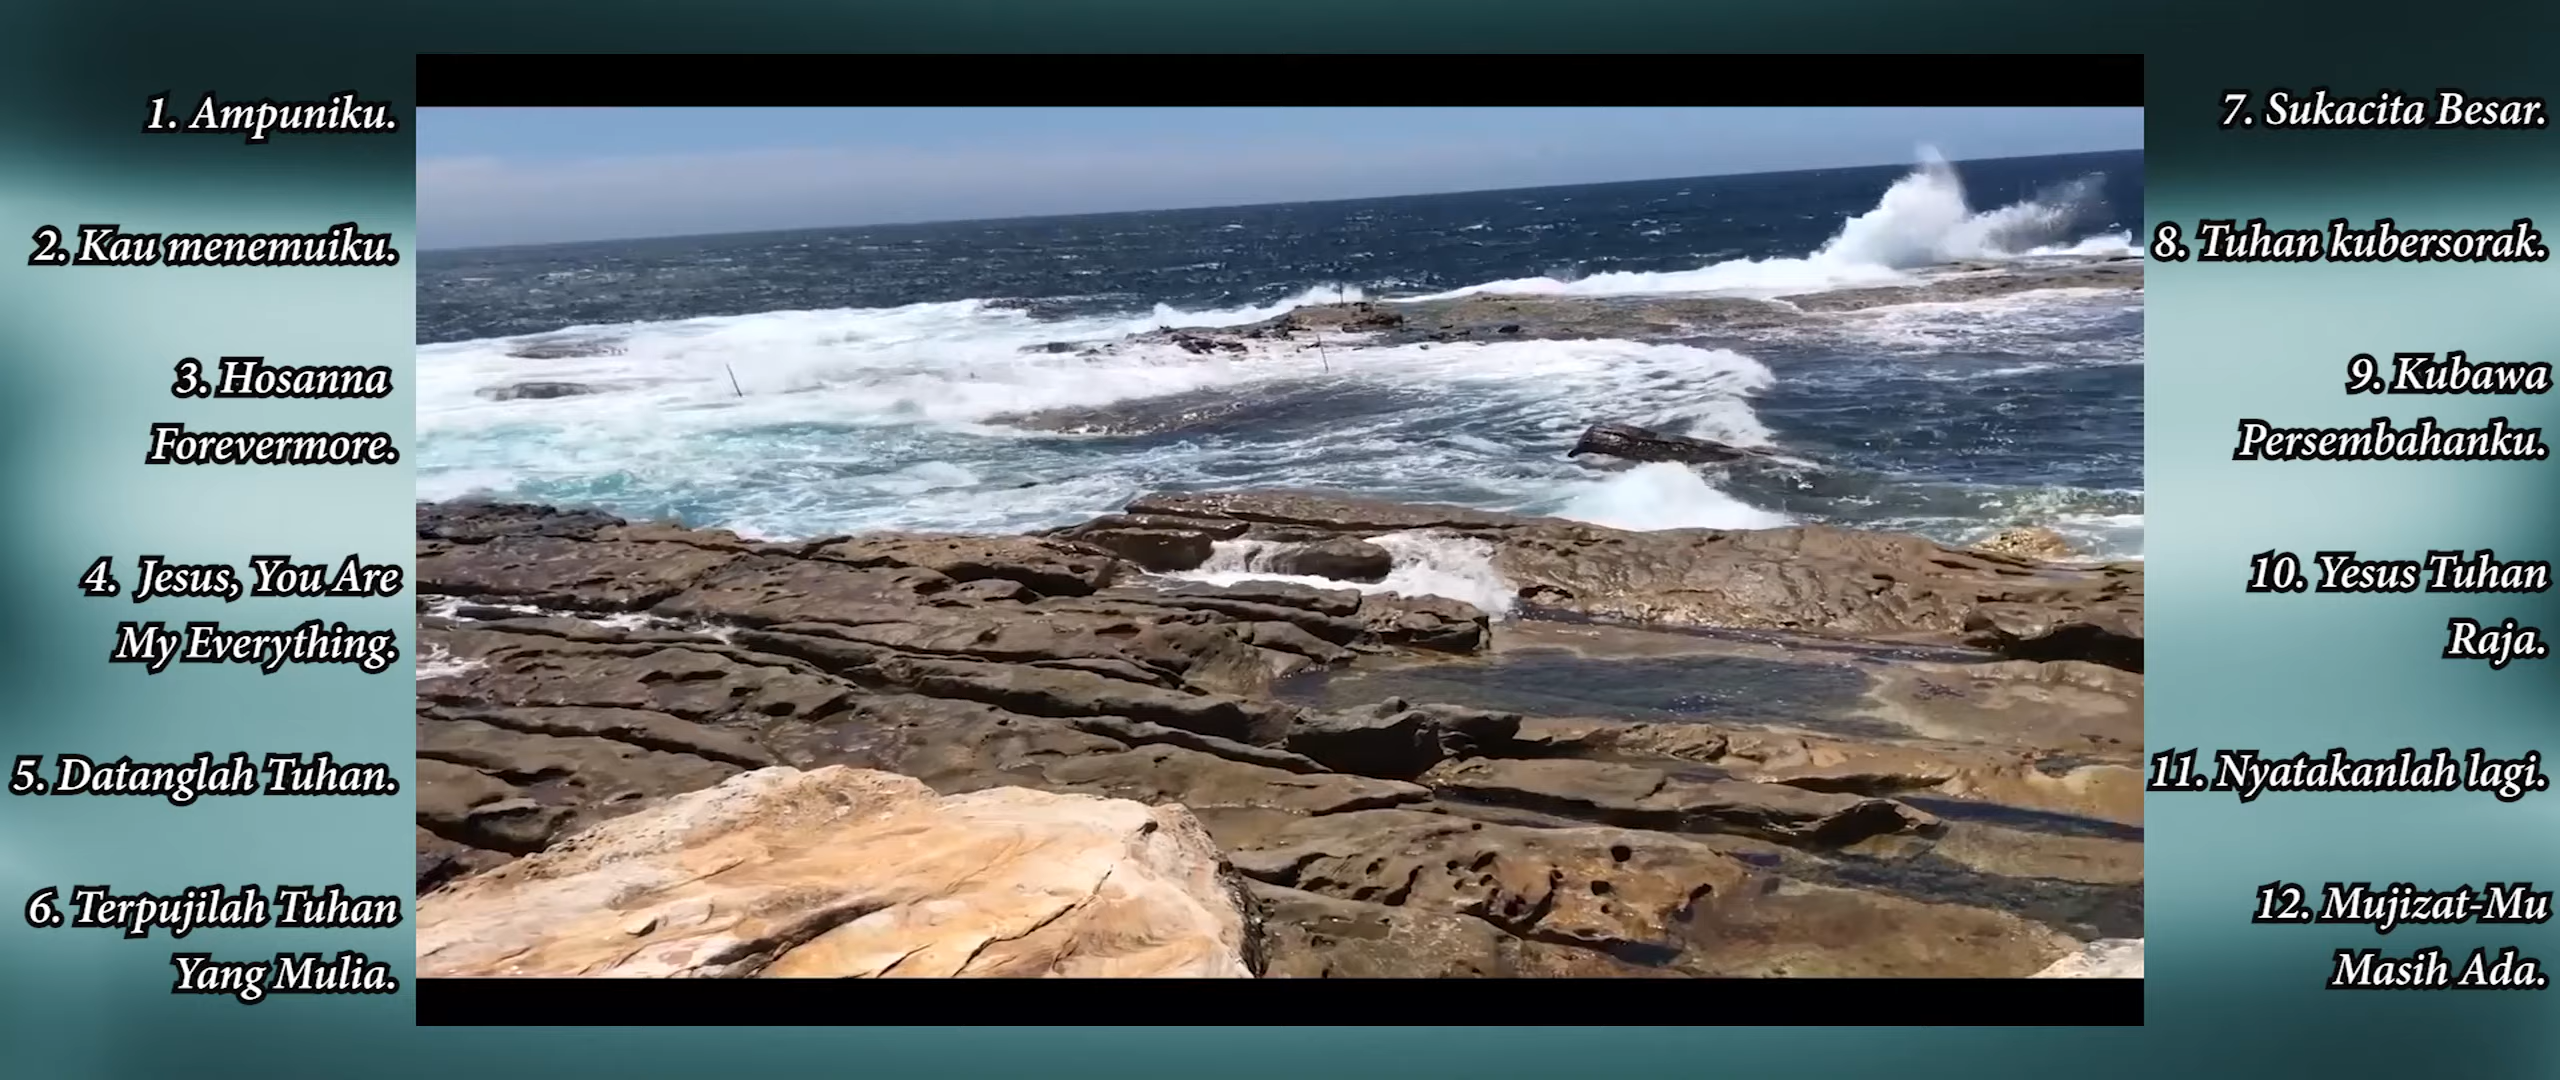 1. Ampuniku.
2. Kau menemuiku.
3. Hosanna
Forevermore.
4. Jesus, You Are
My Everything.
5. Datanglah Tuhan.
6. Terpujilah Tuhan
Yang Mulia.
7. Sukacita Besar.
8. Tuhan kubersorak.
9. Kubawa
Persembahanku.
10. Yesus Tuhan
Raja.
11. Nyatakanlah lagi.
12. Mujizat-Mu
Masih Ada.